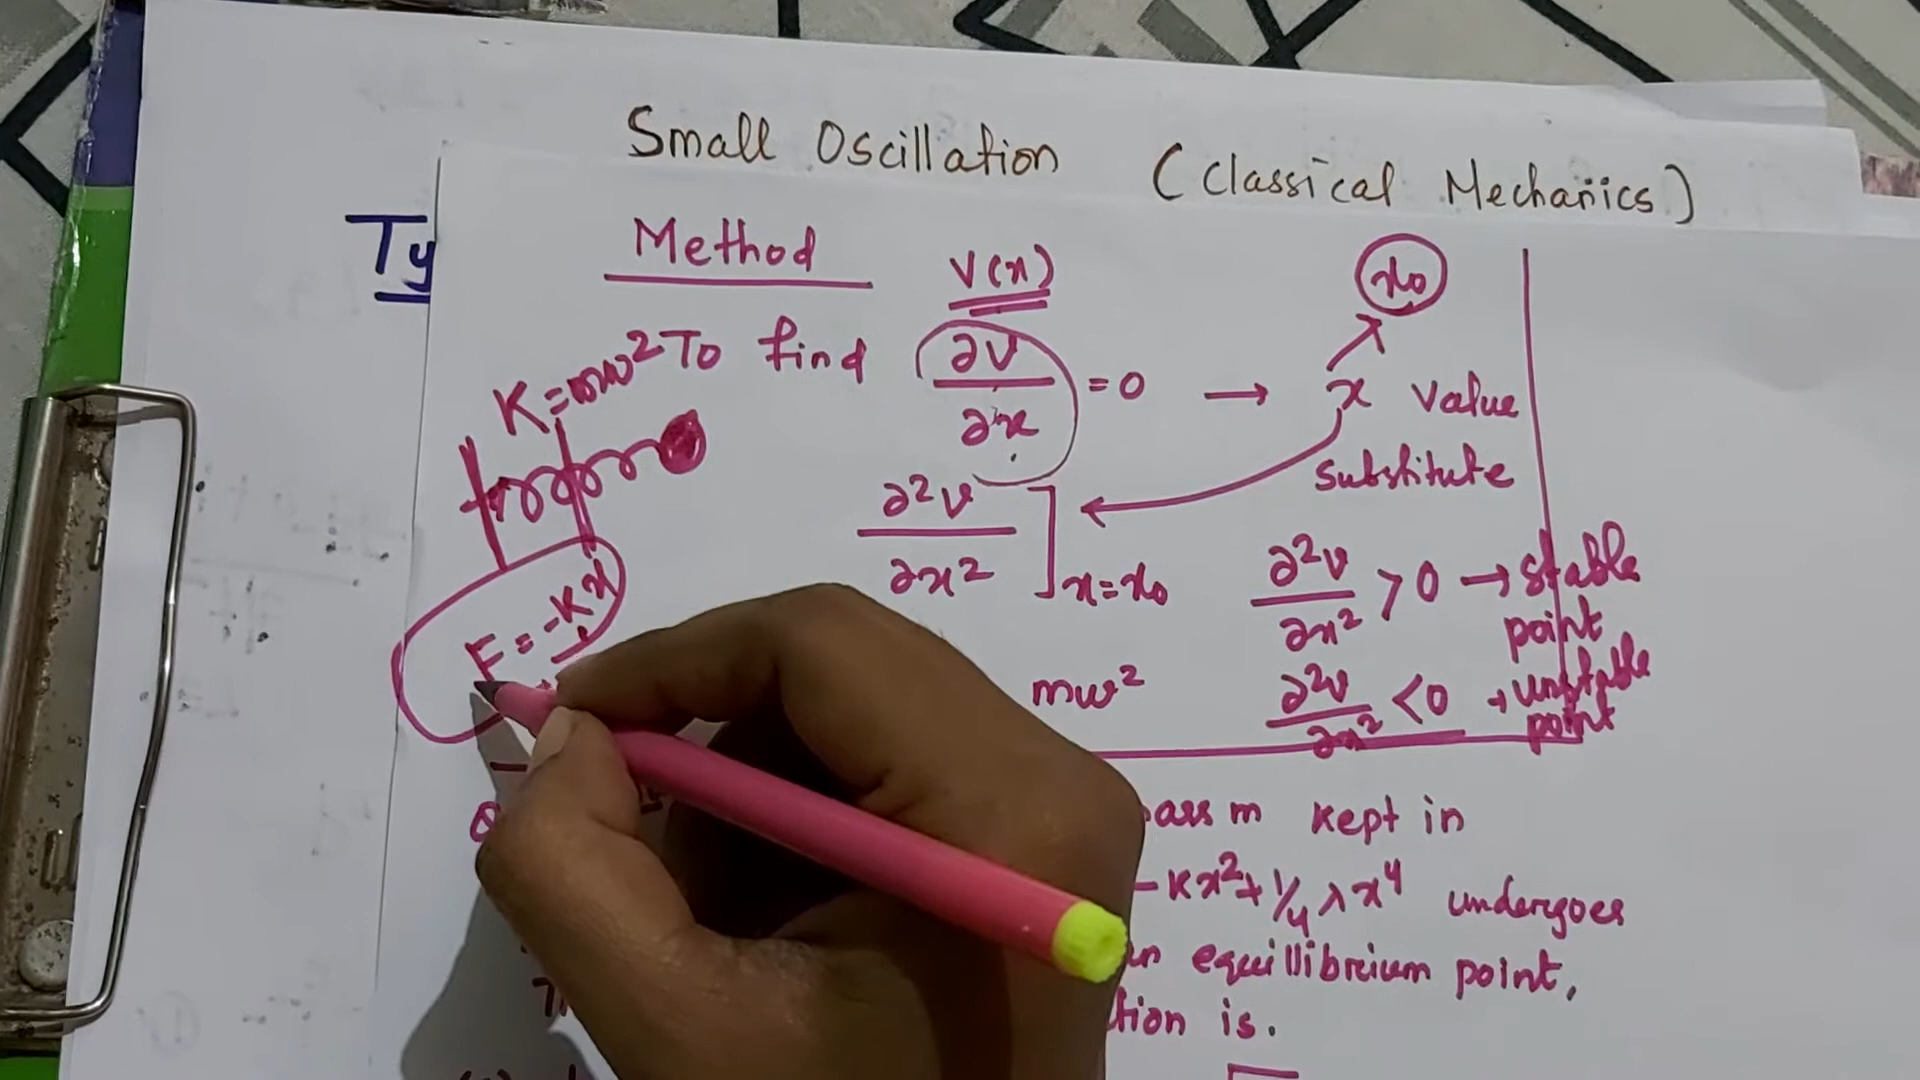 Small Oscillation (Classical Mechanics)
Ty
Method
V(x)
x₀
K=mω² To find ∂V/∂x = 0 → x value
substitute
∂²V/∂x² ]x=x₀
F = -Kx
∂²V/∂x² > 0 → stable point
mω²
∂²V/∂x² < 0 → unstable point
ass m kept in
-Kx²+1/4 λx⁴ undergoes
n equillibreium point,
tion is.